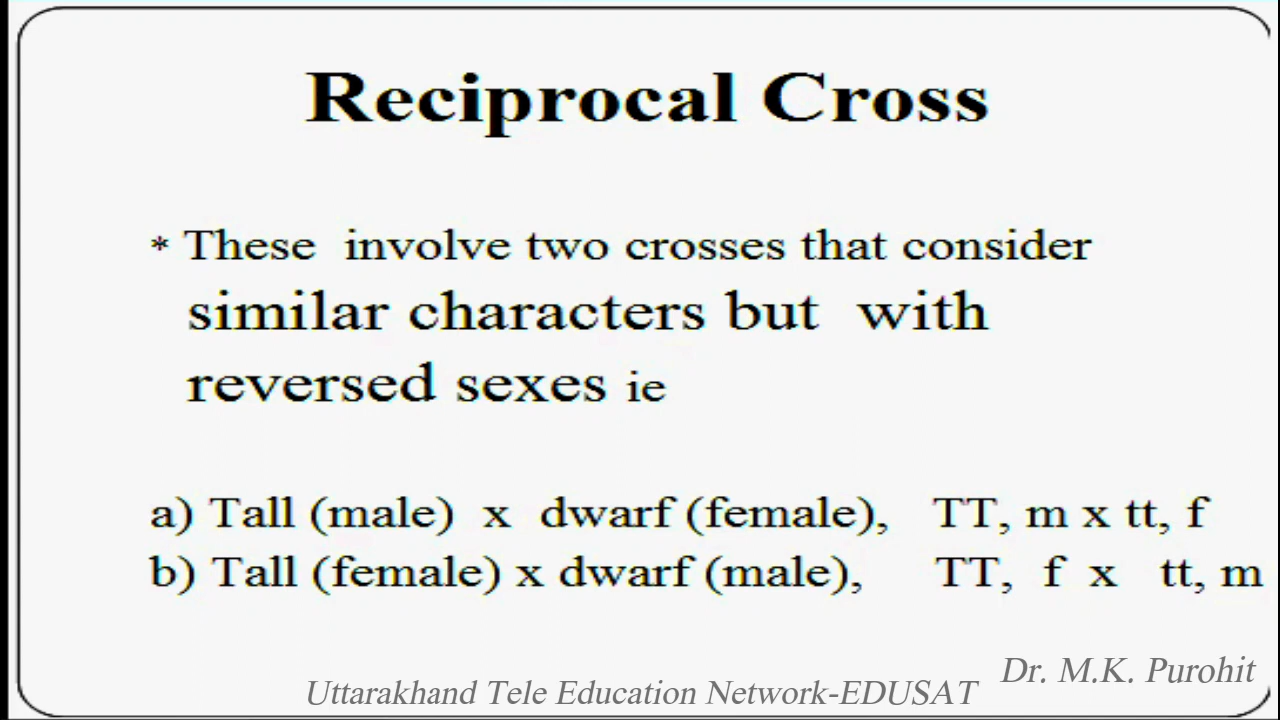 Reciprocal Cross
* These involve two crosses that consider
similar characters but with
reversed sexes ie
a) Tall (male) x dwarf (female), TT, m x tt, f
b) Tall (female) x dwarf (male), TT, f x tt, m
Dr. M.K. Purohit
Uttarakhand Tele Education Network-EDUSAT